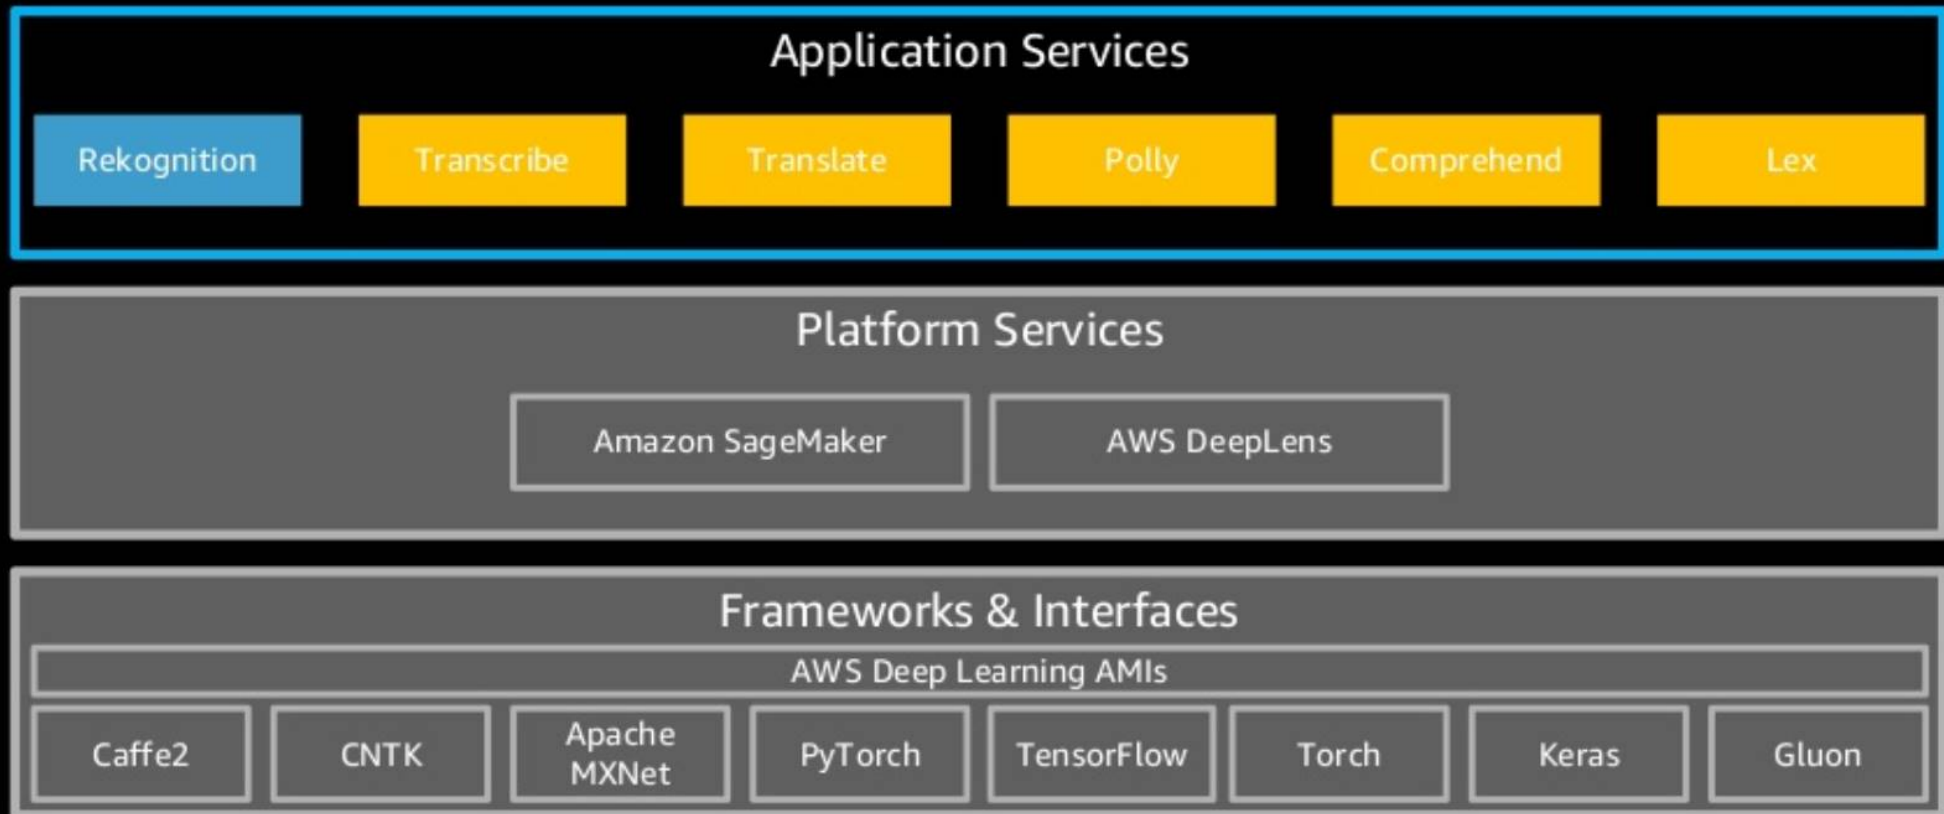 Application Services
Rekognition
Transcribe
Translate
Polly
Comprehend
Lex
Platform Services
Amazon SageMaker
AWS DeepLens
Frameworks & Interfaces
AWS Deep Learning AMIs
Caffe2
CNTK
Apache
MXNet
PyTorch
TensorFlow
Torch
Keras
Gluon